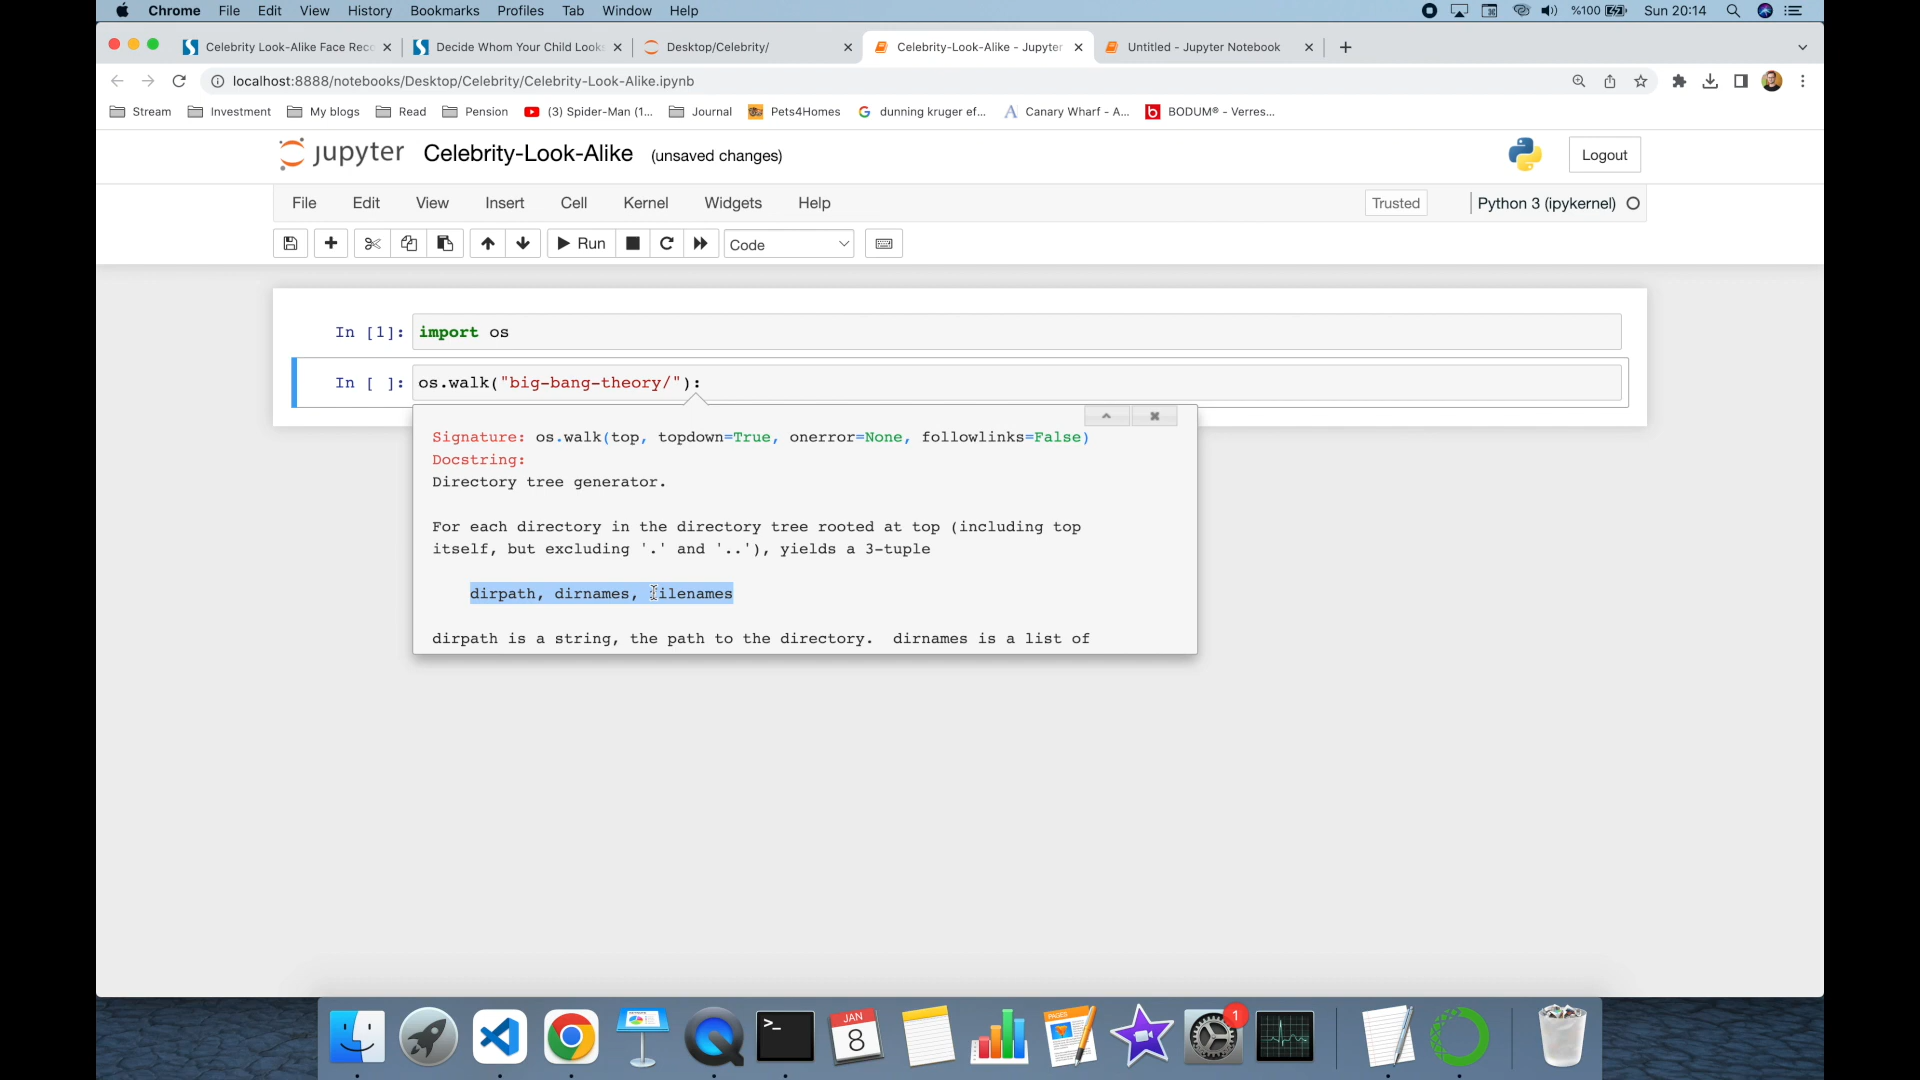 Chrome File Edit View History Bookmarks Profiles Tab Window Help %100 Sun 20:14
Celebrity Look-Alike Face Reco Decide Whom Your Child Looks Desktop/Celebrity/ Celebrity-Look-Alike - Jupyter Untitled - Jupyter Notebook
localhost:8888/notebooks/Desktop/Celebrity/Celebrity-Look-Alike.ipynb
Stream Investment My blogs Read Pension (3) Spider-Man (1... Journal Pets4Homes dunning kruger ef... Canary Wharf - A... BODUM® - Verres...
jupyter Celebrity-Look-Alike (unsaved changes) Logout
File Edit View Insert Cell Kernel Widgets Help Trusted Python 3 (ipykernel)
Run Code
In [1]: import os
In [ ]: os.walk("big-bang-theory/"):
Signature: os.walk(top, topdown=True, onerror=None, followlinks=False)
Docstring:
Directory tree generator.
For each directory in the directory tree rooted at top (including top
itself, but excluding '.' and '..'), yields a 3-tuple
dirpath, dirnames, filenames
dirpath is a string, the path to the directory. dirnames is a list of
JAN
8
PAGES
1